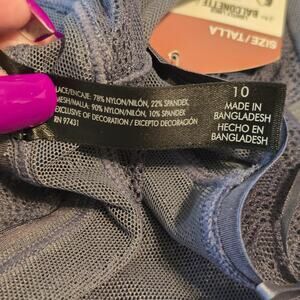 BALCONETTE
SIZE/TALLA
LACE/ENCAJE: 78% NYLON/NILÓN, 22% SPANDEX
MESH/MALLA: 90% NYLON/NILÓN, 10% SPANDEX
EXCLUSIVE OF DECORATION / EXCEPTO DECORACIÓN
RN 97431
10
MADE IN
BANGLADESH
HECHO EN
BANGLADESH